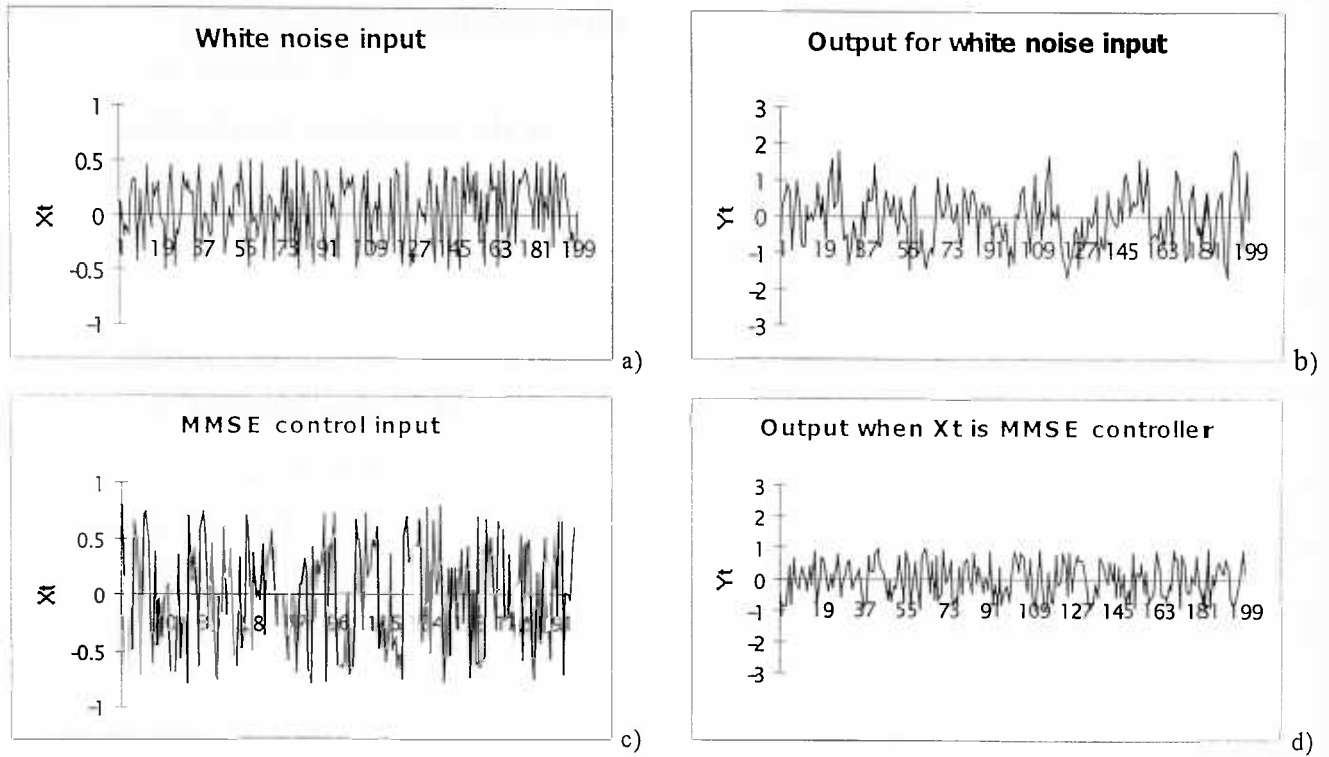 White noise input
1
0.5
0
-0.5
-1
Xt
19 37 55 73 91 109 127 145 163 181 199
a)
Output for white noise input
3
2
1
0
-1
-2
-3
Yt
1 19 37 55 73 91 109 127 145 163 181 199
b)
MMSE control input
1
0.5
0
-0.5
-1
Xt
c)
Output when Xt is MMSE controller
3
2
1
0
-1
-2
-3
Yt
1 19 37 55 73 91 109 127 145 163 181 199
d)